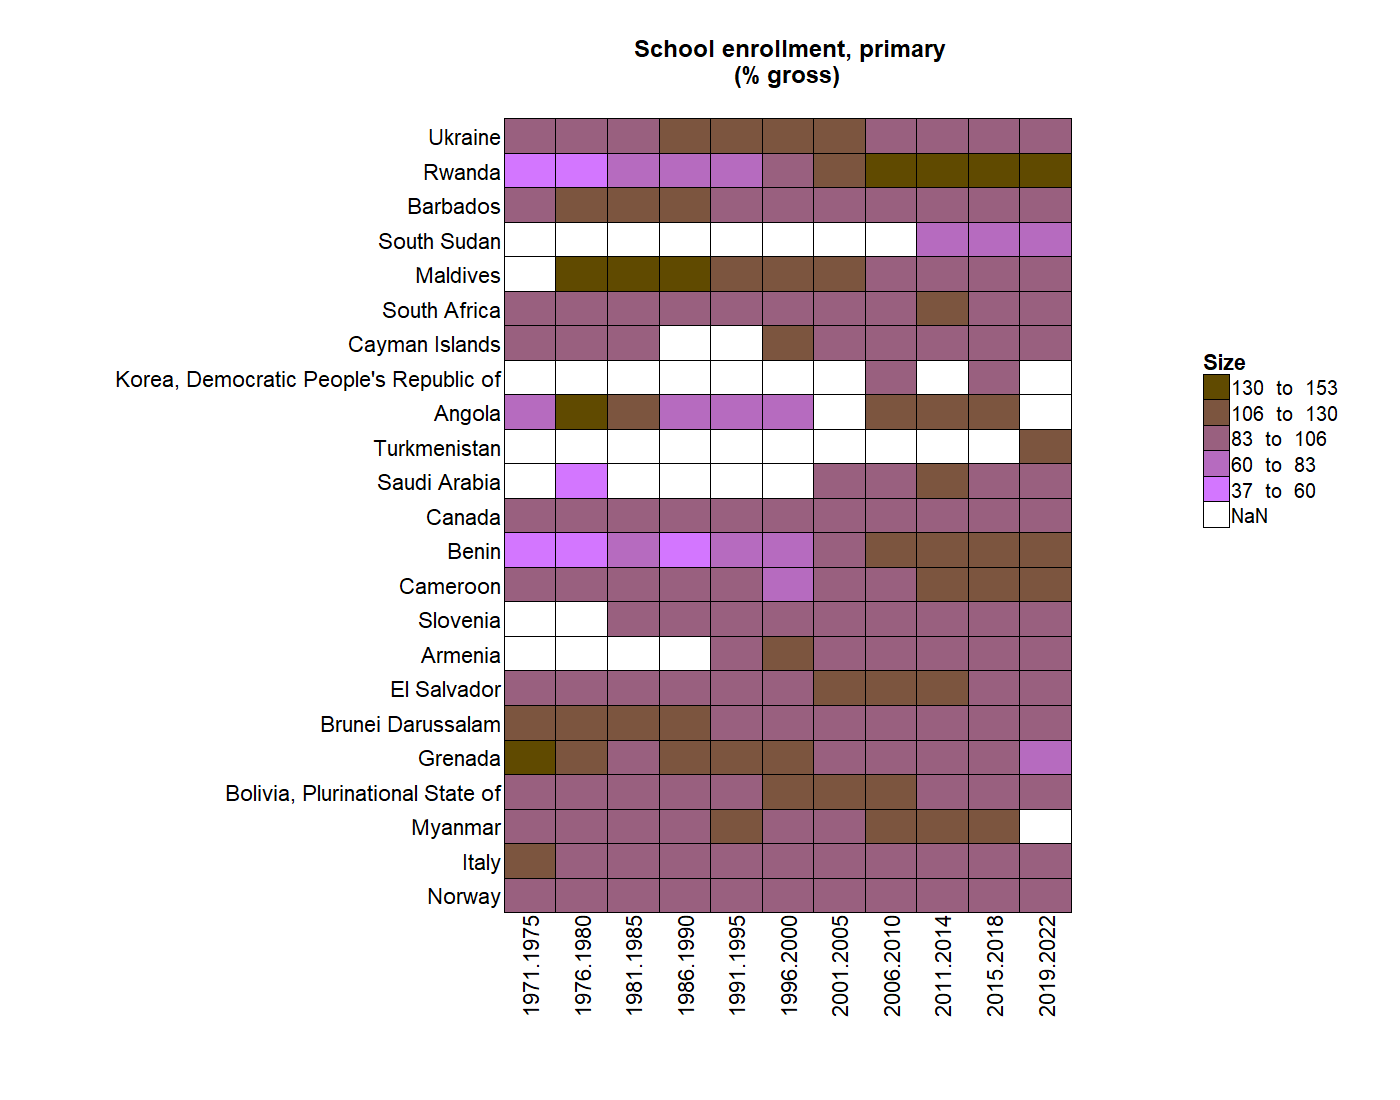 School enrollment, primary
(% gross)
Ukraine
Rwanda
Barbados
South Sudan
Maldives
South Africa
Cayman Islands
Korea, Democratic People's Republic of
Angola
Turkmenistan
Saudi Arabia
Canada
Benin
Cameroon
Slovenia
Armenia
El Salvador
Brunei Darussalam
Grenada
Bolivia, Plurinational State of
Myanmar
Italy
Norway
1971.1975
1976.1980
1981.1985
1986.1990
1991.1995
1996.2000
2001.2005
2006.2010
2011.2014
2015.2018
2019.2022
Size
130 to 153
106 to 130
83 to 106
60 to 83
37 to 60
NaN